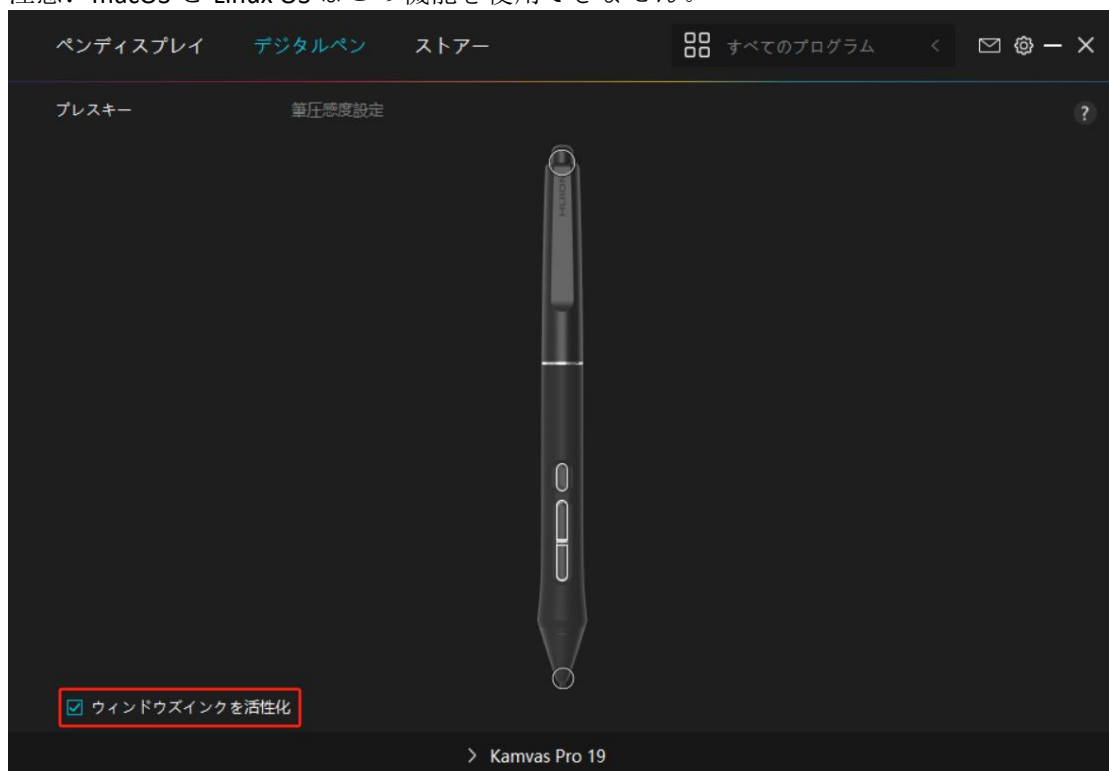 注意：macOS と Linux OS はこの機能を使用できません。
ペンディスプレイ デジタルペン ストアー すべてのプログラム
プレスキー 筆圧感度設定 ?
HUION
ウィンドウズインクを活性化
Kamvas Pro 19